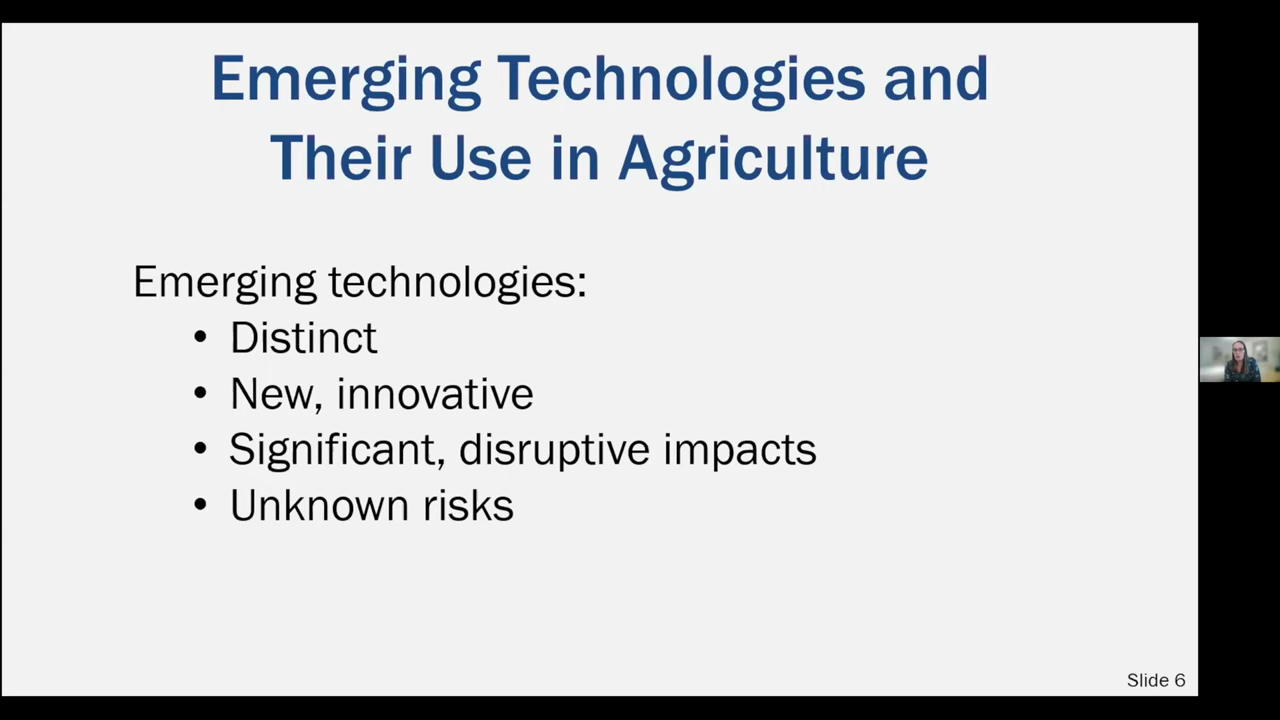 Emerging Technologies and
Their Use in Agriculture
Emerging technologies:
• Distinct
• New, innovative
• Significant, disruptive impacts
• Unknown risks
Slide 6